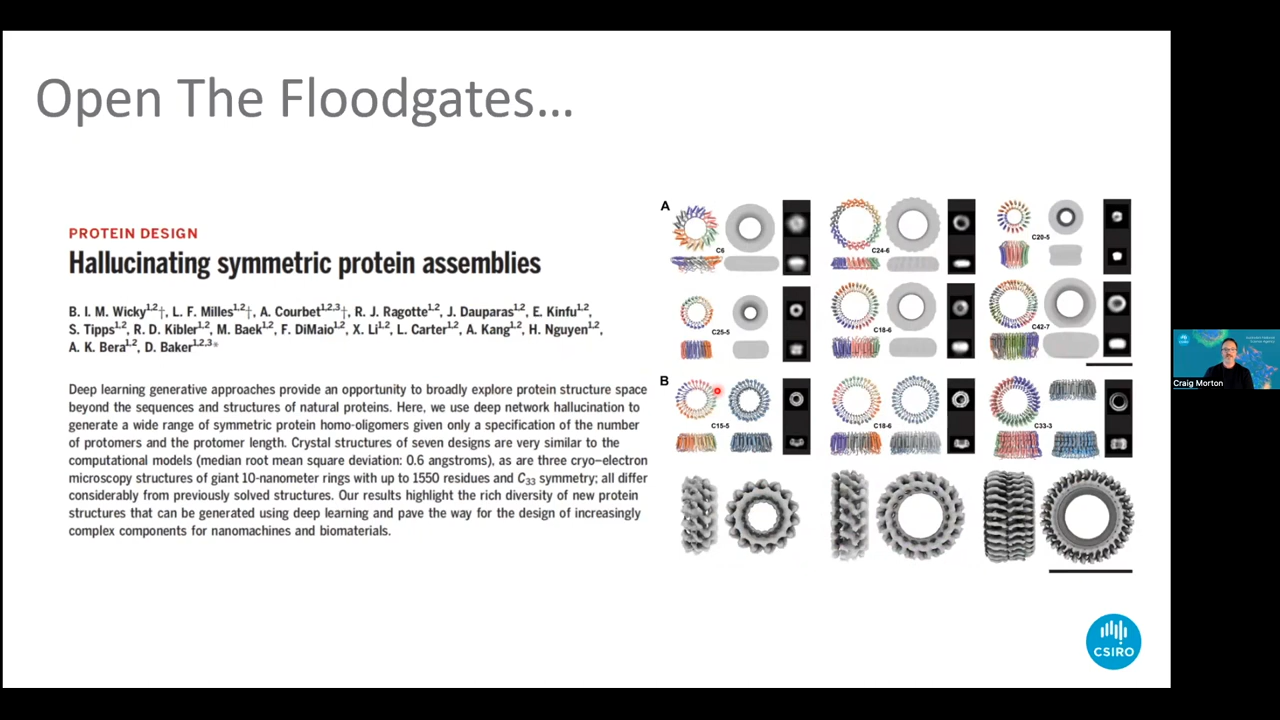 Open The Floodgates...
PROTEIN DESIGN
Hallucinating symmetric protein assemblies
B. I. M. Wicky1,2†, L. F. Milles1,2†, A. Courbet1,2,3†, R. J. Ragotte1,2, J. Dauparas1,2, E. Kinfu1,2,
S. Tipps1,2, R. D. Kibler1,2, M. Baek1,2, F. DiMaio1,2, X. Li1,2, L. Carter1,2, A. Kang1,2, H. Nguyen1,2,
A. K. Bera1,2, D. Baker1,2,3*
Deep learning generative approaches provide an opportunity to broadly explore protein structure space
beyond the sequences and structures of natural proteins. Here, we use deep network hallucination to
generate a wide range of symmetric protein homo-oligomers given only a specification of the number
of protomers and the protomer length. Crystal structures of seven designs are very similar to the
computational models (median root mean square deviation: 0.6 angstroms), as are three cryo–electron
microscopy structures of giant 10-nanometer rings with up to 1550 residues and C33 symmetry; all differ
considerably from previously solved structures. Our results highlight the rich diversity of new protein
structures that can be generated using deep learning and pave the way for the design of increasingly
complex components for nanomachines and biomaterials.
A
C6
C24-6
C20-5
C25-5
C18-6
C42-7
B
C15-5
C18-6
C33-3
CSIRO
Craig Morton